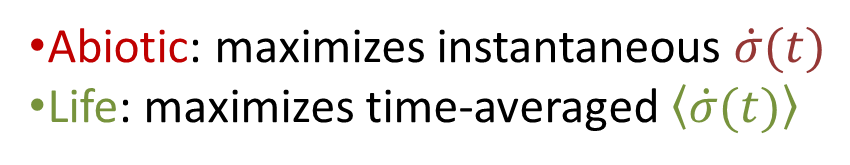 •Abiotic: maximizes instantaneous σ̇(t)
•Life: maximizes time-averaged ⟨σ̇(t)⟩